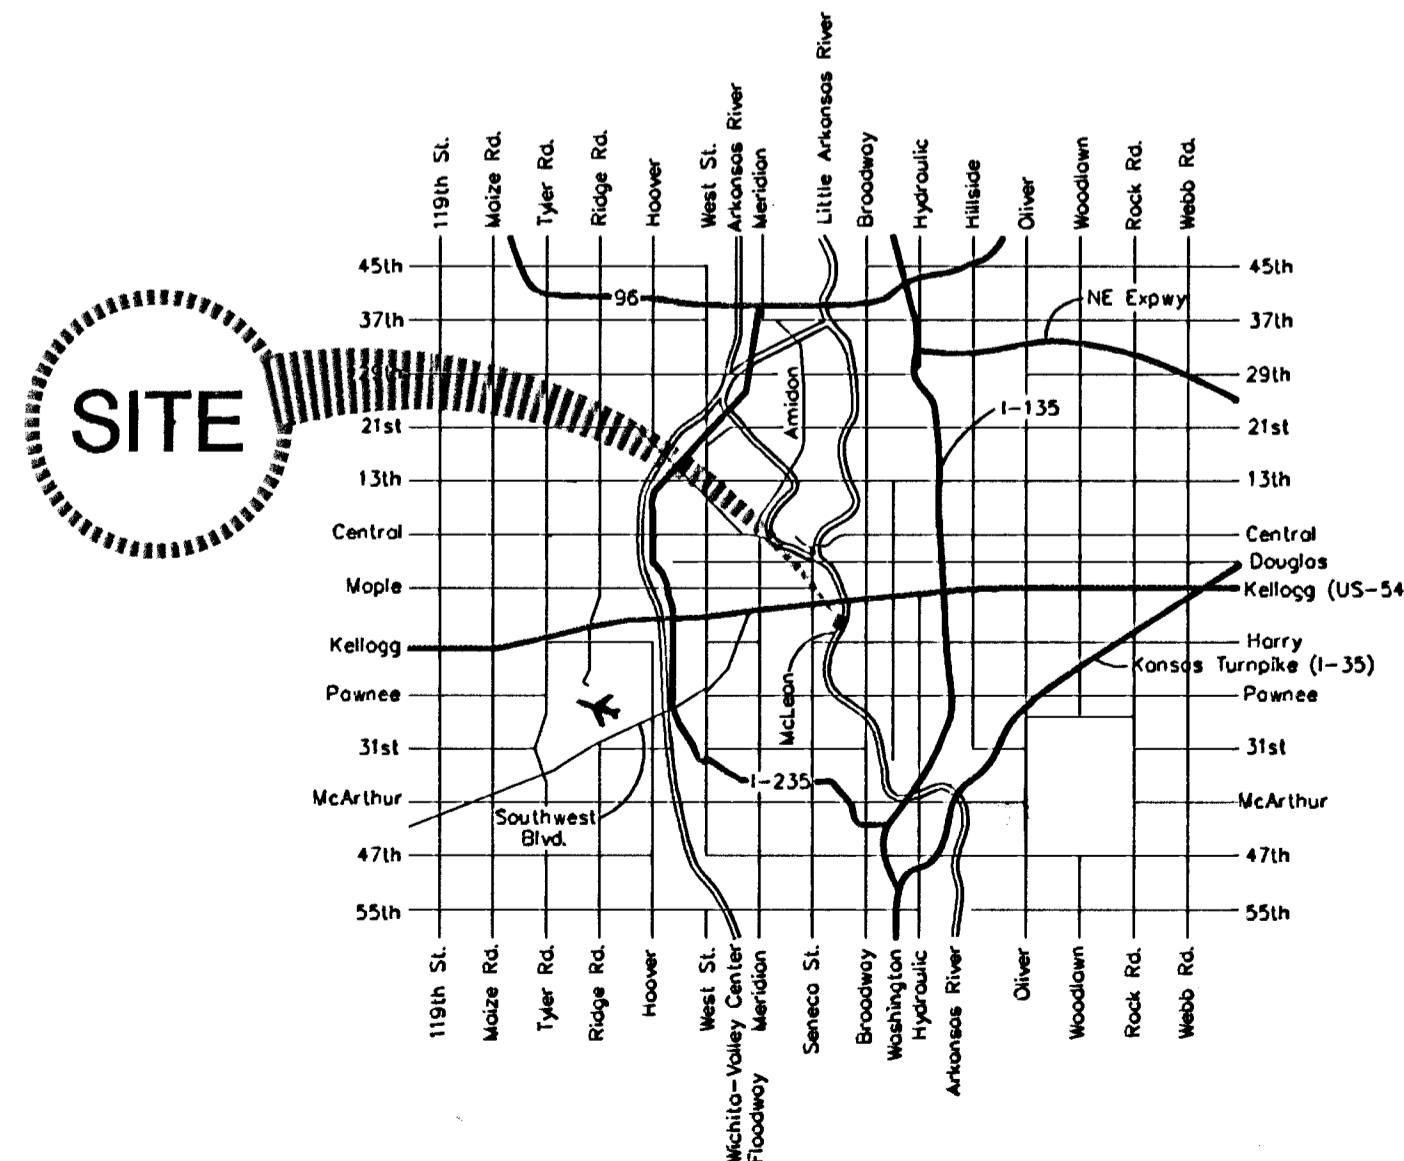 119th St.
Maize Rd.
Tyler Rd.
Ridge Rd.
Hoover
West St.
Arkansas River
Meridian
Little Arkansas River
Broadway
Hydraulic
Hillside
Oliver
Woodlawn
Rock Rd.
Webb Rd.
SITE
45th
37th
29th
21st
13th
Central
Maple
Kellogg
Pawnee
31st
McArthur
47th
55th
96
NE Expwy
Amidon
I-135
McLean
Kansas Turnpike (I-35)
I-235
Southwest
Blvd.
45th
37th
29th
21st
13th
Central
Douglas
Kellogg (US-54
Harry
Pawnee
31st
McArthur
47th
55th
119th St.
Maize Rd.
Tyler Rd.
Ridge Rd.
Hoover
West St.
Wichita-Valley Center
Floodway
Meridian
Seneca St.
Broadway
Washington
Hydraulic
Arkansas River
Oliver
Woodlawn
Rock Rd.
Webb Rd.